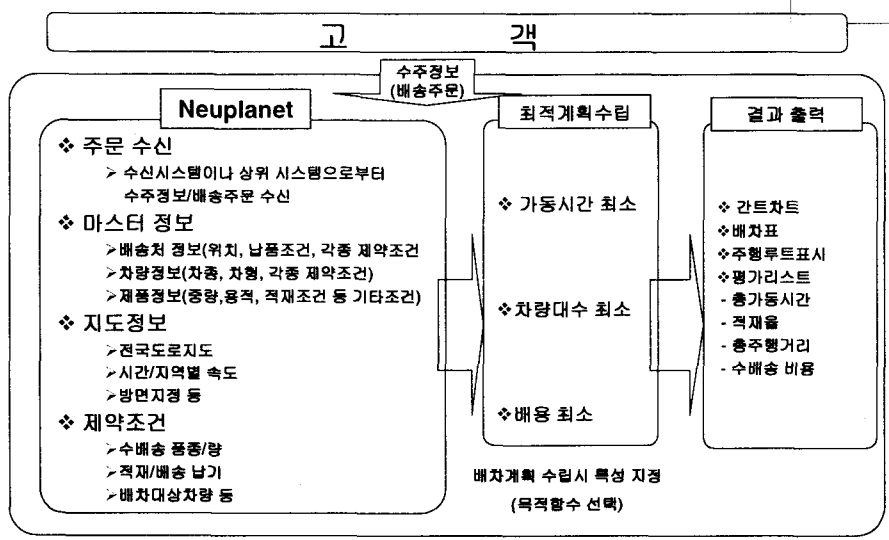 고 객
수주정보
(배송주문)
Neuplanet
❖ 주문 수신
➢ 수신시스템이나 상위 시스템으로부터
수주정보/배송주문 수신
❖ 마스터 정보
➢배송처 정보(위치, 납품조건, 각종 제약조건
➢차량정보(차종, 차형, 각종 제약조건)
➢제품정보(중량,용적, 적재조건 등 기타조건)
❖ 지도정보
➢전국도로지도
➢시간/지역별 속도
➢방면지정 등
❖ 제약조건
➢수배송 품종/량
➢적재/배송 납기
➢배차대상차량 등
최적계획수립
❖ 가동시간 최소
❖차량대수 최소
❖배용 최소
배차계획 수립시 특성 지정
(목적함수 선택)
결과 출력
❖ 간트차트
❖배차표
❖주행루트표시
❖평가리스트
- 총가동시간
- 적재율
- 총주행거리
- 수배송 비용